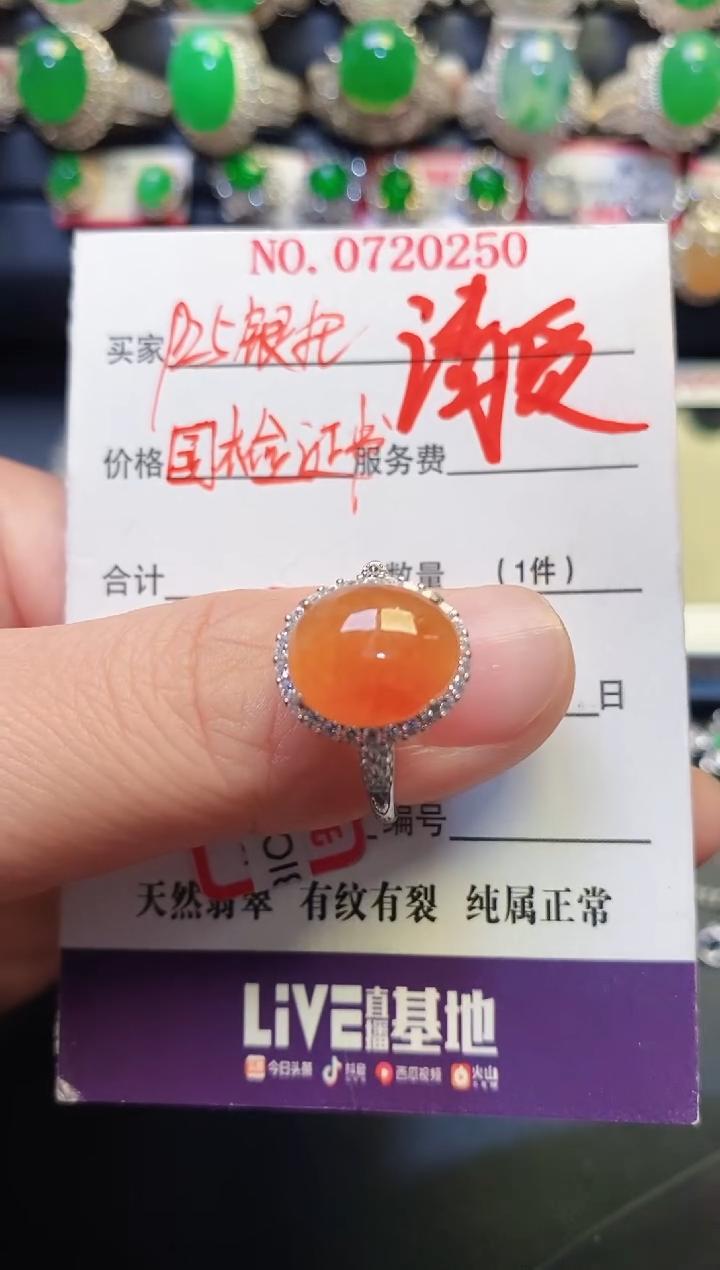 NO. 0720250
买家 925银托
价格 国检证书 服务费
合计 数量 (1件)
日
编号
天然翡翠 有纹有裂 纯属正常
LiVE直播基地
今日头条 抖音 西瓜视频 火山